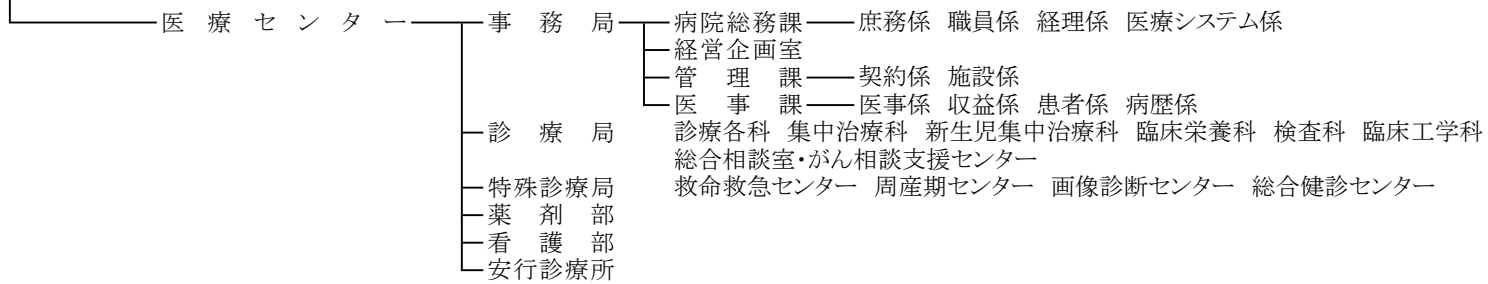 医療センター 事務局 病院総務課 庶務係 職員係 経理係 医療システム係
経営企画室
管理課 契約係 施設係
医事課 医事係 収益係 患者係 病歴係
診療局 診療各科 集中治療科 新生児集中治療科 臨床栄養科 検査科 臨床工学科
総合相談室・がん相談支援センター
特殊診療局 救命救急センター 周産期センター 画像診断センター 総合健診センター
薬剤部
看護部
安行診療所